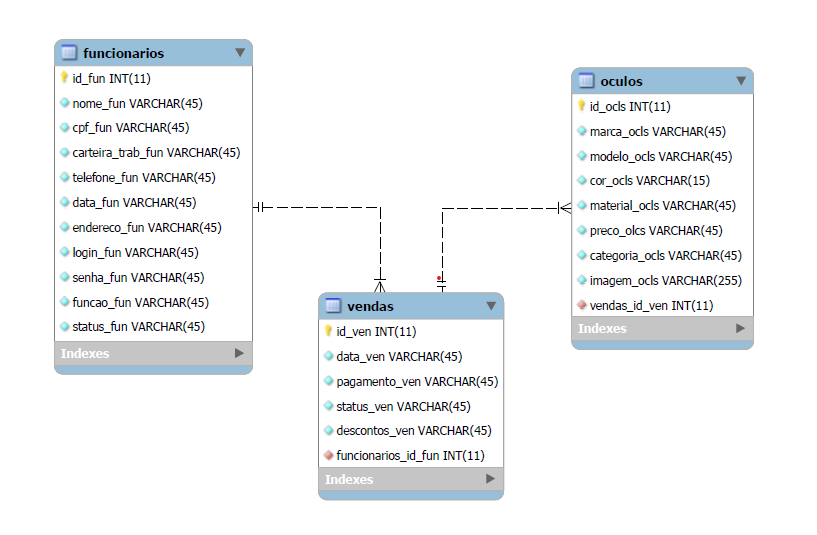 funcionarios
id_fun INT(11)
nome_fun VARCHAR(45)
cpf_fun VARCHAR(45)
carteira_trab_fun VARCHAR(45)
telefone_fun VARCHAR(45)
data_fun VARCHAR(45)
endereco_fun VARCHAR(45)
login_fun VARCHAR(45)
senha_fun VARCHAR(45)
funcao_fun VARCHAR(45)
status_fun VARCHAR(45)
Indexes
oculos
id_ocls INT(11)
marca_ocls VARCHAR(45)
modelo_ocls VARCHAR(45)
cor_ocls VARCHAR(15)
material_ocls VARCHAR(45)
preco_olcs VARCHAR(45)
categoria_ocls VARCHAR(45)
imagem_ocls VARCHAR(255)
vendas_id_ven INT(11)
Indexes
vendas
id_ven INT(11)
data_ven VARCHAR(45)
pagamento_ven VARCHAR(45)
status_ven VARCHAR(45)
descontos_ven VARCHAR(45)
funcionarios_id_fun INT(11)
Indexes